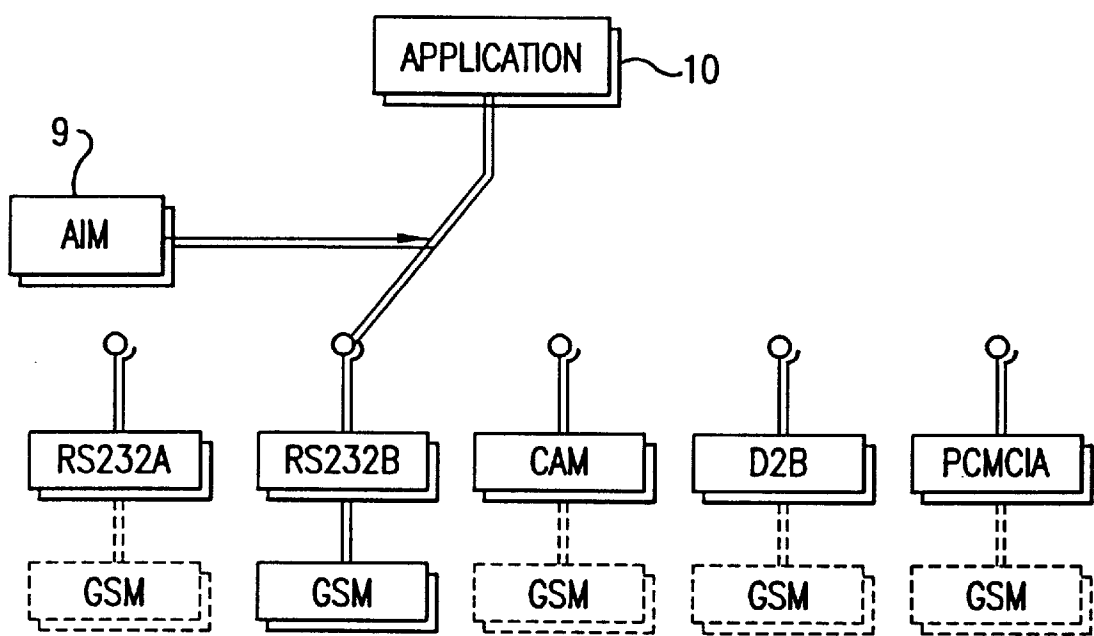 APPLICATION
10
9
AIM
RS232A RS232B CAM D2B PCMCIA
GSM GSM GSM GSM GSM